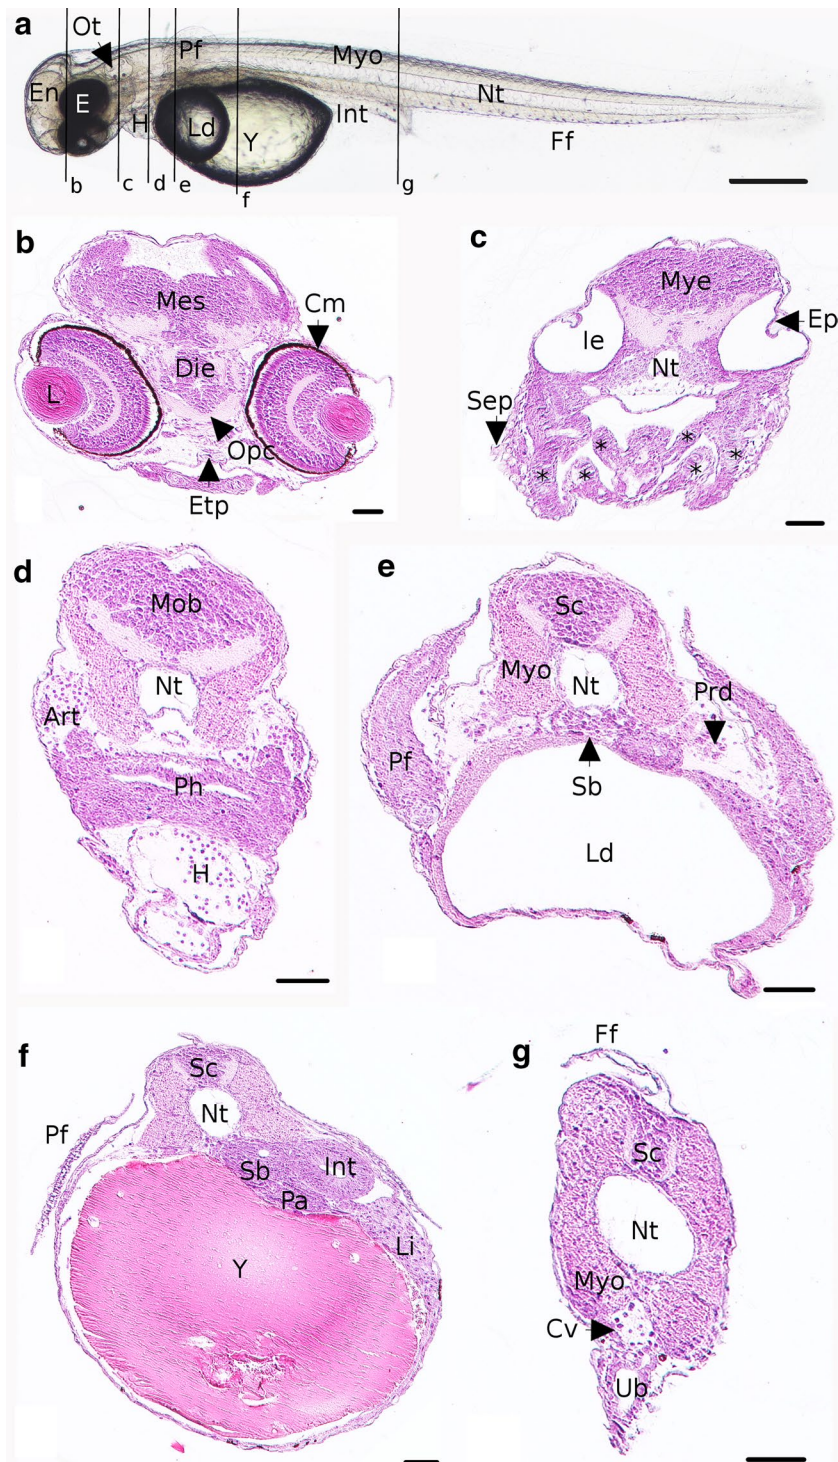 a
Ot
Pf
Myo
En
E
H
Ld
Y
Int
Nt
Ff
b
c
d
e
f
g
b
Mes
Cm
Die
L
Opc
Etp
c
Mye
Ie
Ep
Nt
Sep
*
*
*
*
*
*
d
Mob
Nt
Art
Ph
H
e
Sc
Myo
Nt
Prd
Pf
Sb
Ld
f
Sc
Nt
Pf
Sb
Int
Pa
Li
Y
g
Ff
Sc
Nt
Myo
Cv
Ub